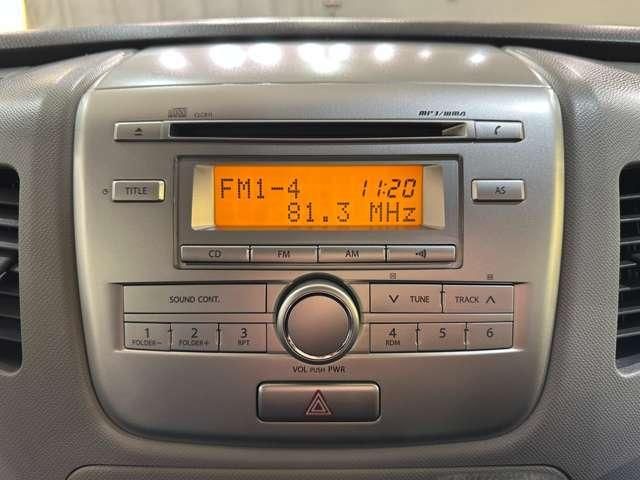 MP3/WMA
TITLE
FM1-4 11:20
81.3 MHz
AS
CD FM AM
SOUND CONT.
TUNE TRACK
1 2 3 4 5 6
FOLDER- FOLDER+ RPT RDM
VOL PUSH PWR